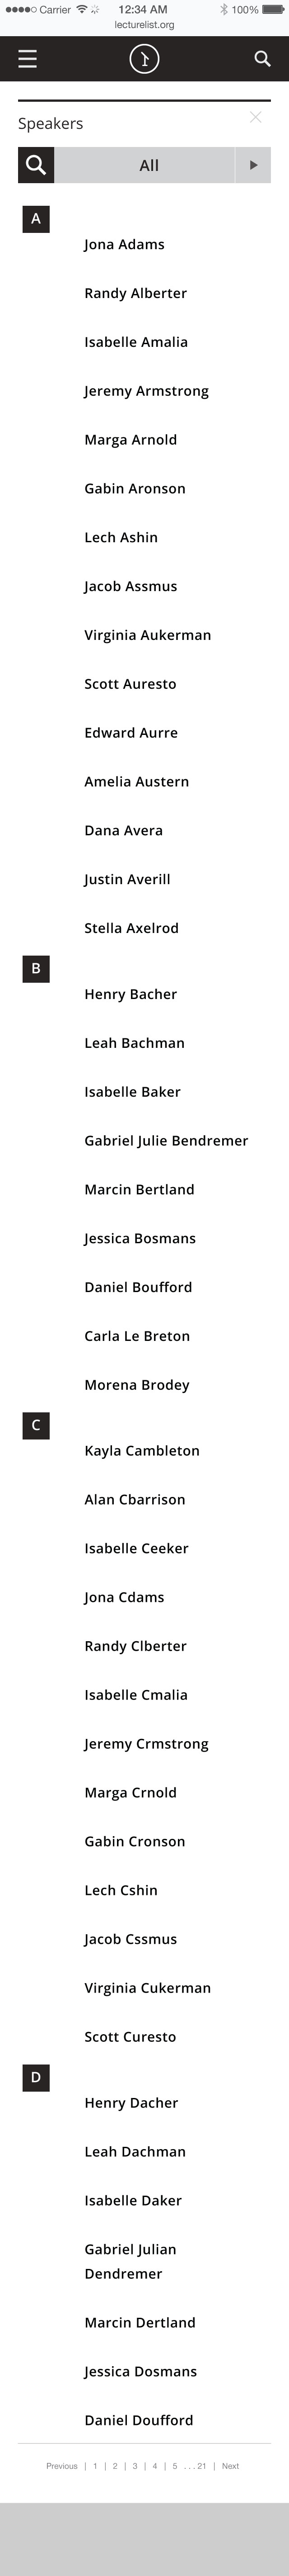 Carrier 12:34 AM 100%
lecturelist.org
Speakers
All
A
Jona Adams
Randy Alberter
Isabelle Amalia
Jeremy Armstrong
Marga Arnold
Gabin Aronson
Lech Ashin
Jacob Assmus
Virginia Aukerman
Scott Auresto
Edward Aurre
Amelia Austern
Dana Avera
Justin Averill
Stella Axelrod
B
Henry Bacher
Leah Bachman
Isabelle Baker
Gabriel Julie Bendremer
Marcin Bertland
Jessica Bosmans
Daniel Boufford
Carla Le Breton
Morena Brodey
C
Kayla Cambleton
Alan Cbarrison
Isabelle Ceeker
Jona Cdams
Randy Clberter
Isabelle Cmalia
Jeremy Crmstrong
Marga Crnold
Gabin Cronson
Lech Cshin
Jacob Cssmus
Virginia Cukerman
Scott Curesto
D
Henry Dacher
Leah Dachman
Isabelle Daker
Gabriel Julian
Dendremer
Marcin Dertland
Jessica Dosmans
Daniel Doufford
Previous | 1 | 2 | 3 | 4 | 5 ...21 | Next